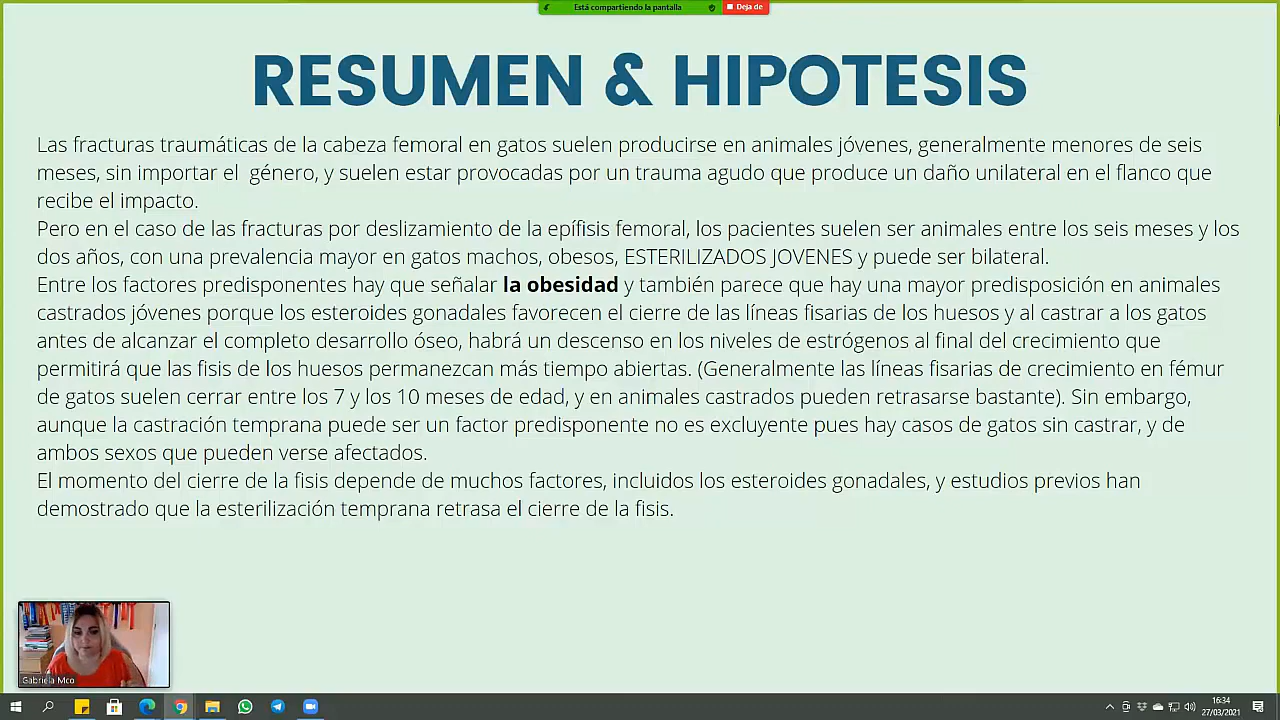 Está compartiendo la pantalla
Deja de
RESUMEN & HIPOTESIS
Las fracturas traumáticas de la cabeza femoral en gatos suelen producirse en animales jóvenes, generalmente menores de seis
meses, sin importar el género, y suelen estar provocadas por un trauma agudo que produce un daño unilateral en el flanco que
recibe el impacto.
Pero en el caso de las fracturas por deslizamiento de la epífisis femoral, los pacientes suelen ser animales entre los seis meses y los
dos años, con una prevalencia mayor en gatos machos, obesos, ESTERILIZADOS JOVENES y puede ser bilateral.
Entre los factores predisponentes hay que señalar la obesidad y también parece que hay una mayor predisposición en animales
castrados jóvenes porque los esteroides gonadales favorecen el cierre de las líneas fisarias de los huesos y al castrar a los gatos
antes de alcanzar el completo desarrollo óseo, habrá un descenso en los niveles de estrógenos al final del crecimiento que
permitirá que las fisis de los huesos permanezcan más tiempo abiertas. (Generalmente las líneas fisarias de crecimiento en fémur
de gatos suelen cerrar entre los 7 y los 10 meses de edad, y en animales castrados pueden retrasarse bastante). Sin embargo,
aunque la castración temprana puede ser un factor predisponente no es excluyente pues hay casos de gatos sin castrar, y de
ambos sexos que pueden verse afectados.
El momento del cierre de la fisis depende de muchos factores, incluidos los esteroides gonadales, y estudios previos han
demostrado que la esterilización temprana retrasa el cierre de la fisis.
Gabriela Mco
16:34
27/03/2021